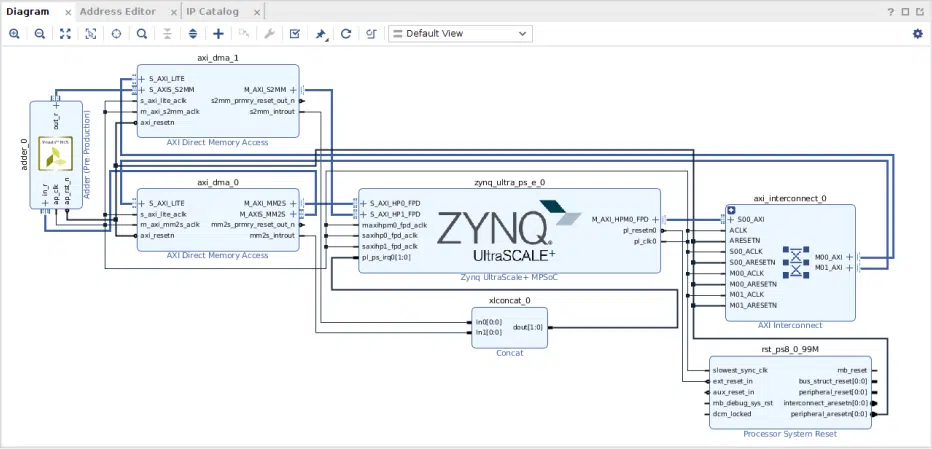 Diagram
Address Editor
IP Catalog
Default View
axi_dma_1
S_AXI_LITE
S_AXIS_S2MM
s_axi_lite_aclk
m_axi_s2mm_aclk
axi_resetn
M_AXI_S2MM
s2mm_prmry_reset_out_n
s2mm_introut
AXI Direct Memory Access
adder_0
out_r
in_r
ap_clk
ap_rst_n
Adder (Pre-Production)
axi_dma_0
S_AXI_LITE
s_axi_lite_aclk
m_axi_mm2s_aclk
axi_resetn
M_AXI_MM2S
M_AXIS_MM2S
mm2s_prmry_reset_out_n
mm2s_introut
AXI Direct Memory Access
zynq_ultra_ps_e_0
S_AXI_HP0_FPD
S_AXI_HP1_FPD
maxihpm0_fpd_aclk
saxihp0_fpd_aclk
saxihp1_fpd_aclk
pl_ps_irq0[1:0]
ZYNQ
UltraSCALE+
M_AXI_HPM0_FPD
pl_resetn0
pl_clk0
Zynq UltraScale+ MPSoC
axi_interconnect_0
S00_AXI
ACLK
ARESETN
S00_ACLK
S00_ARESETN
M00_ACLK
M00_ARESETN
M01_ACLK
M01_ARESETN
M00_AXI
M01_AXI
AXI Interconnect
xlconcat_0
In0[0:0]
In1[0:0]
dout[1:0]
Concat
rst_ps8_0_99M
slowest_sync_clk
ext_reset_in
aux_reset_in
mb_debug_sys_rst
dcm_locked
mb_reset
bus_struct_reset[0:0]
peripheral_reset[0:0]
interconnect_aresetn[0:0]
peripheral_aresetn[0:0]
Processor System Reset